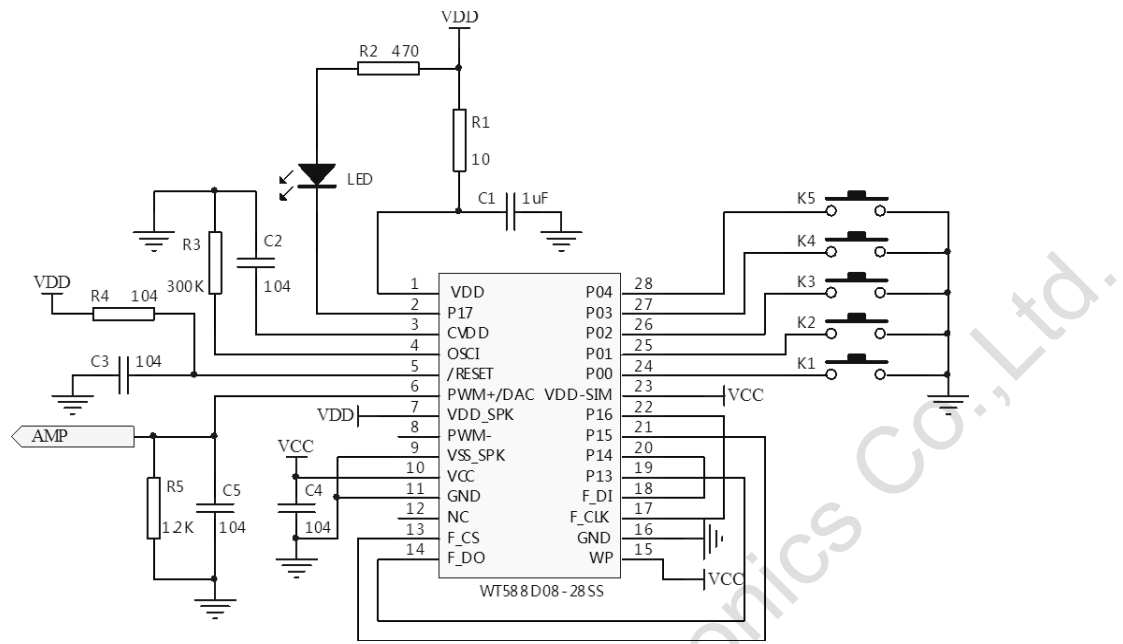 VDD
R2 470
R1
10
LED
C1 1uF
R3
300K
C2
104
VDD
R4 104
C3 104
K5
K4
K3
K2
K1
1 VDD P04 28
2 P17 P03 27
3 CVDD P02 26
4 OSCI P01 25
5 /RESET P00 24
6 PWM+/DAC VDD-SIM 23 VCC
VDD 7 VDD_SPK P16 22
8 PWM- P15 21
9 VSS_SPK P14 20
10 VCC P13 19
11 GND F_DI 18
12 NC F_CLK 17
13 F_CS GND 16
14 F_DO WP 15
VCC
AMP
VCC
R5
1.2K
C5
104
C4
104
WT588D08-28SS
onics Co.,Ltd.